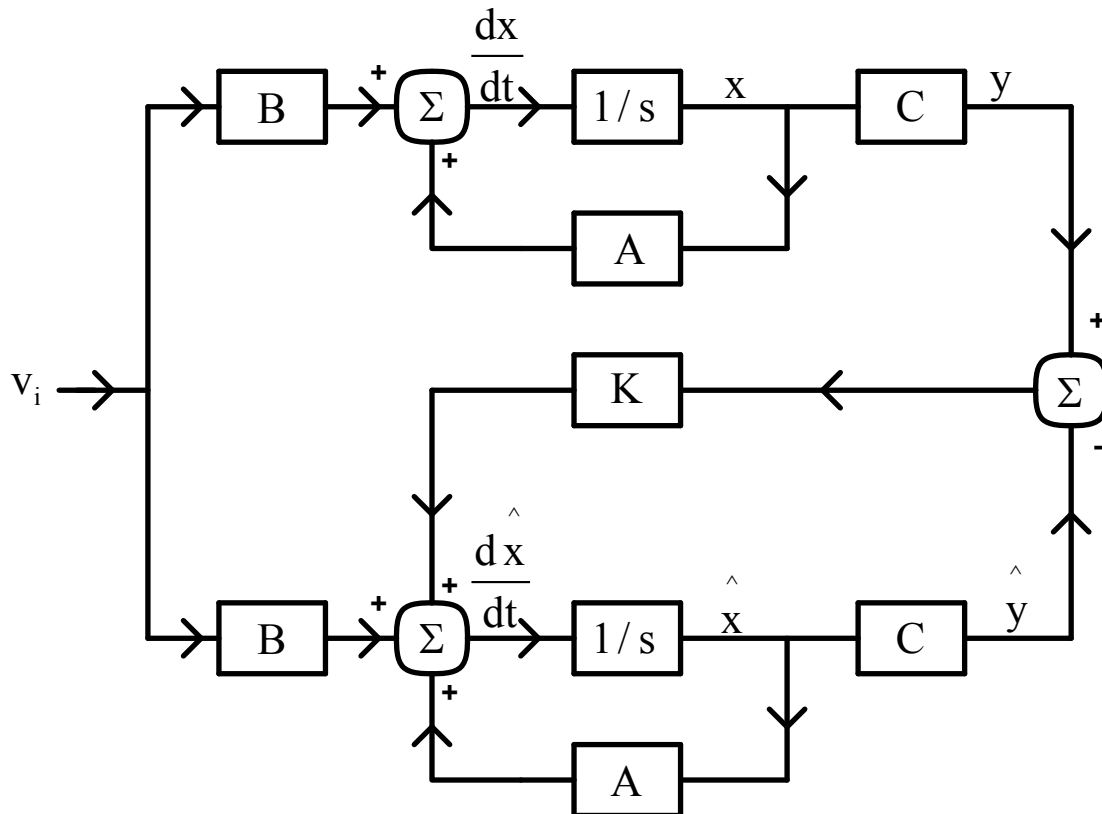 dx
+ dt x y
B Σ 1/s C
+
A
+
v_i K Σ
-
^
d x ^ ^
+ + dt x y
B Σ 1/s C
+
A